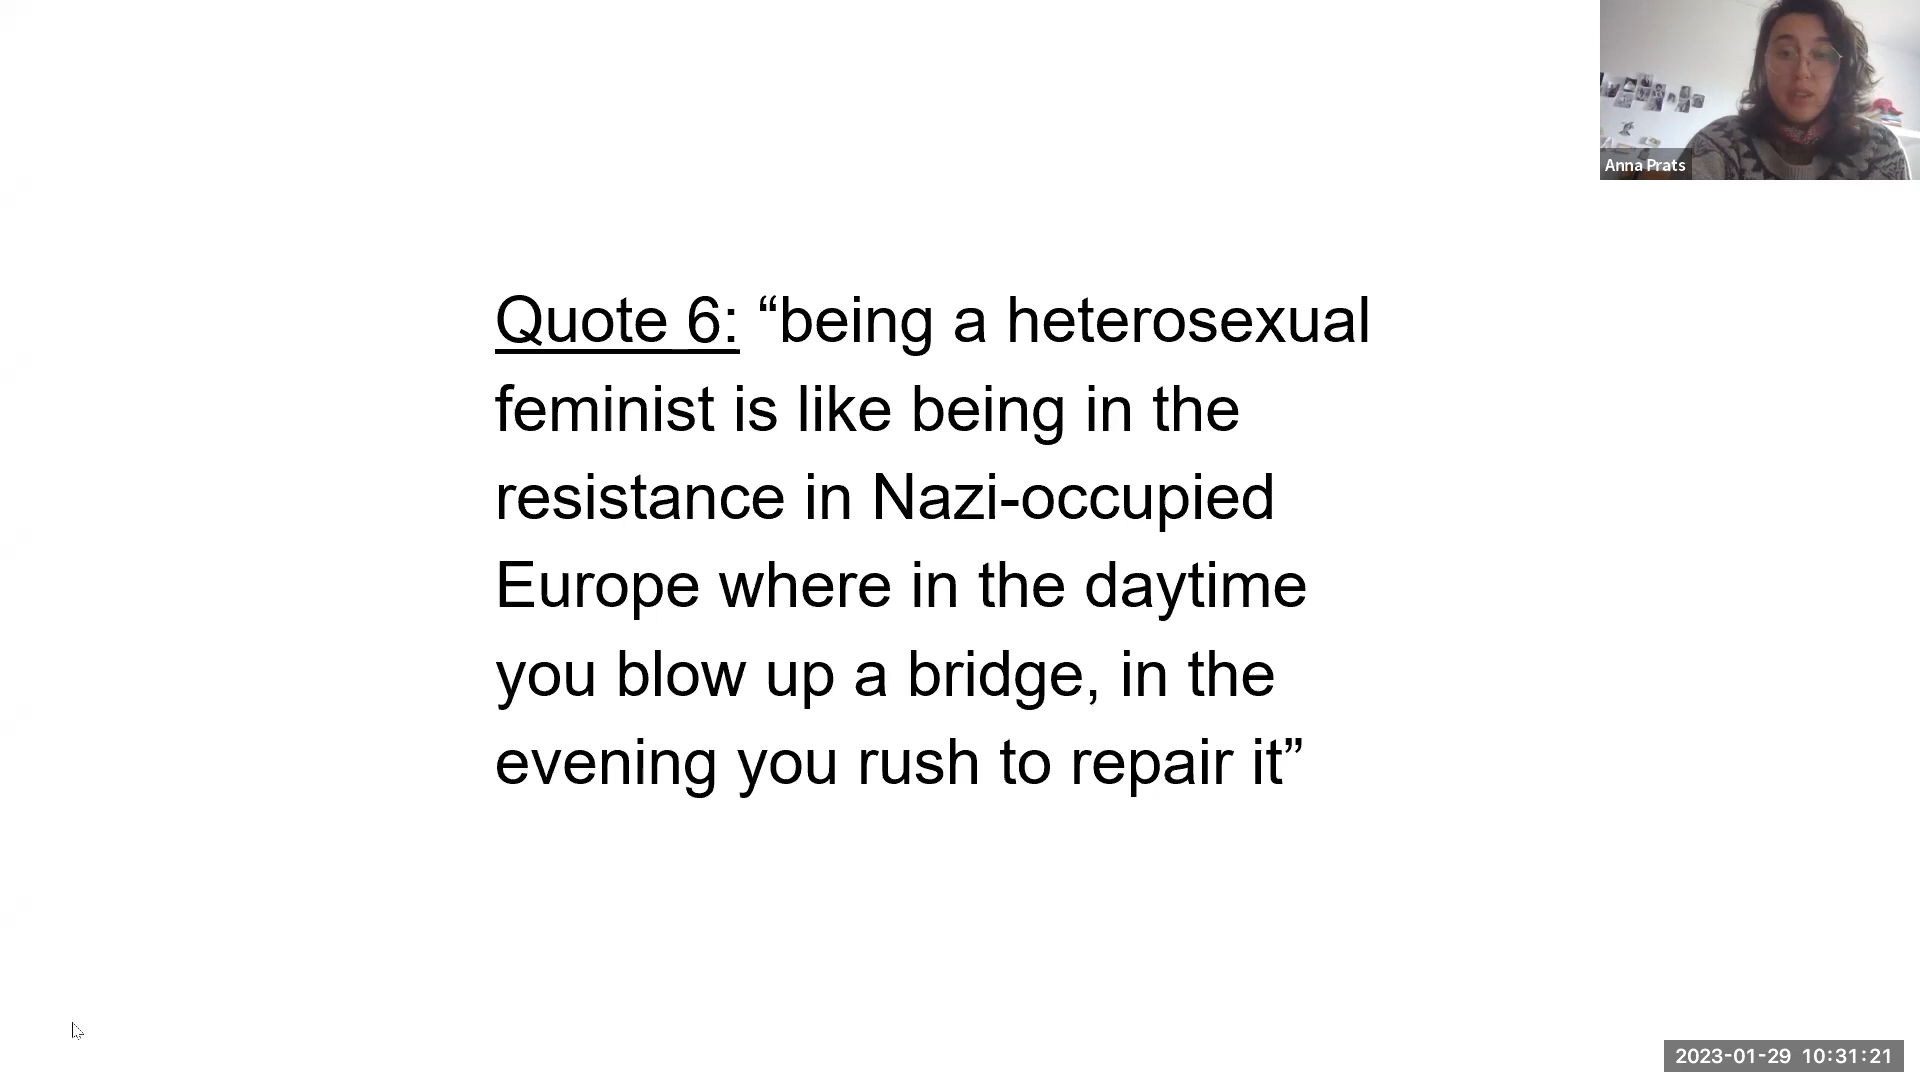 Anna Prats
Quote 6: “being a heterosexual
feminist is like being in the
resistance in Nazi-occupied
Europe where in the daytime
you blow up a bridge, in the
evening you rush to repair it”
2023-01-29 10:31:21